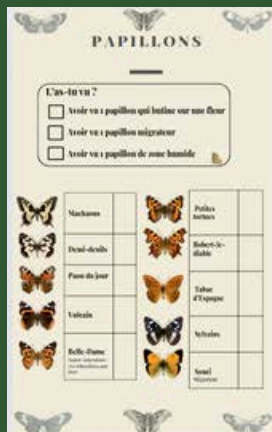 PAPILLONS
L'as-tu vu ?
Avoir vu 1 papillon qui butine sur une fleur
Avoir vu 1 papillon migrateur
Avoir vu 1 papillon de zone humide
Machaons
Demi-deuils
Paon du jour
Vulcain
Belle-Dame
Petites
tortues
Robert-le-
diable
Tabac
d'Espagne
Sylvains
Souci